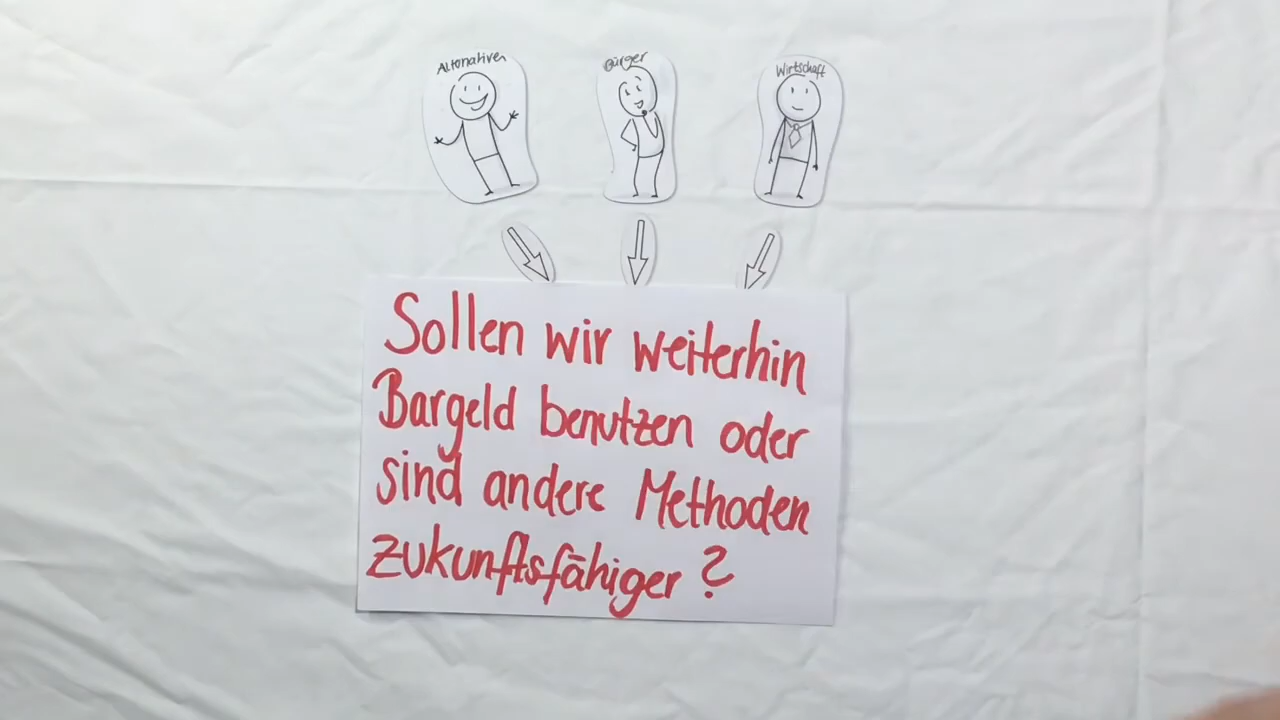 Alternativen
Bürger
Wirtschaft
Sollen wir weiterhin
Bargeld benutzen oder
sind andere Methoden
zukunftsfähiger?